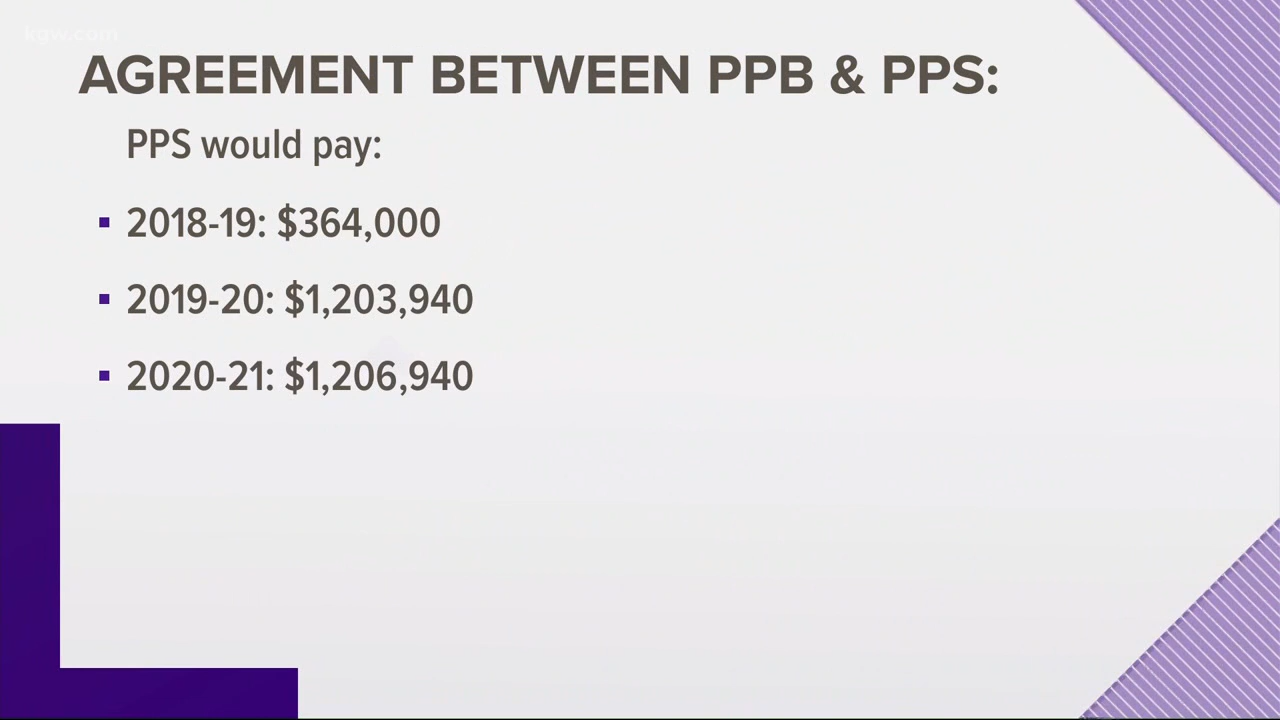 kgw.com
AGREEMENT BETWEEN PPB & PPS:
PPS would pay:
2018-19: $364,000
2019-20: $1,203,940
2020-21: $1,206,940